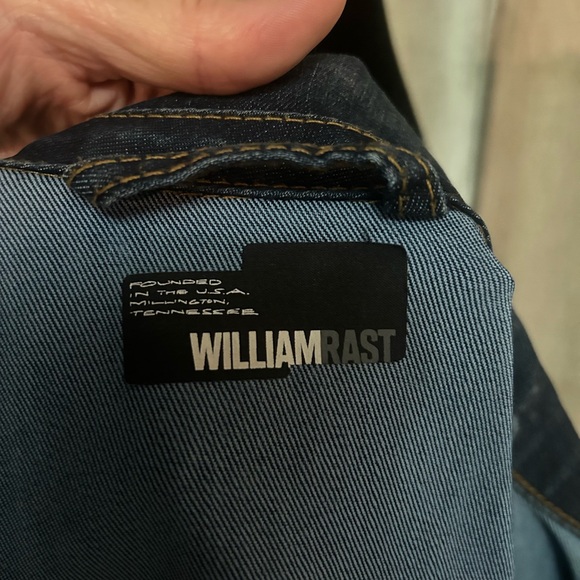 FOUNDED
IN THE U.S.A.
MILLINGTON,
TENNESSEE
WILLIAMRAST